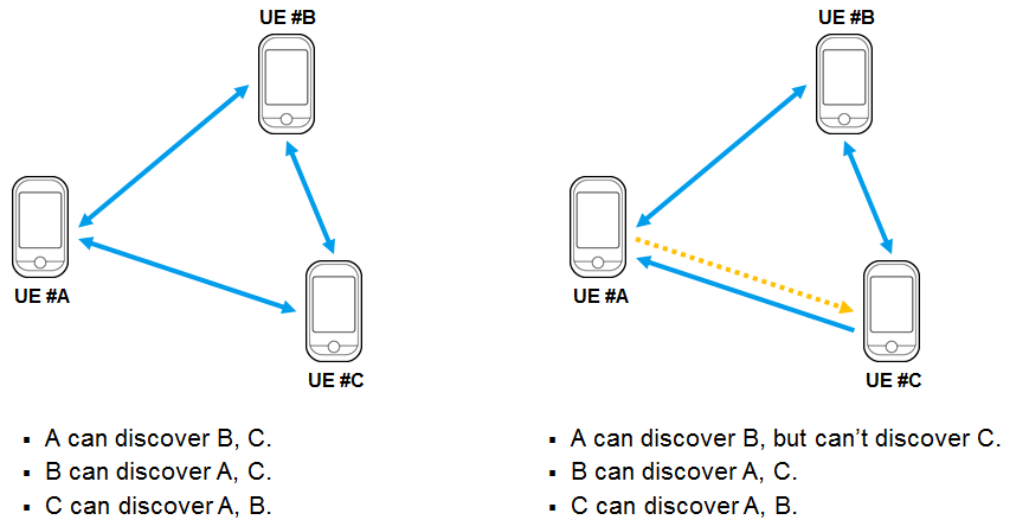 UE #B
UE #A
UE #C
▪ A can discover B, C.
▪ B can discover A, C.
▪ C can discover A, B.
UE #B
UE #A
UE #C
▪ A can discover B, but can’t discover C.
▪ B can discover A, C.
▪ C can discover A, B.